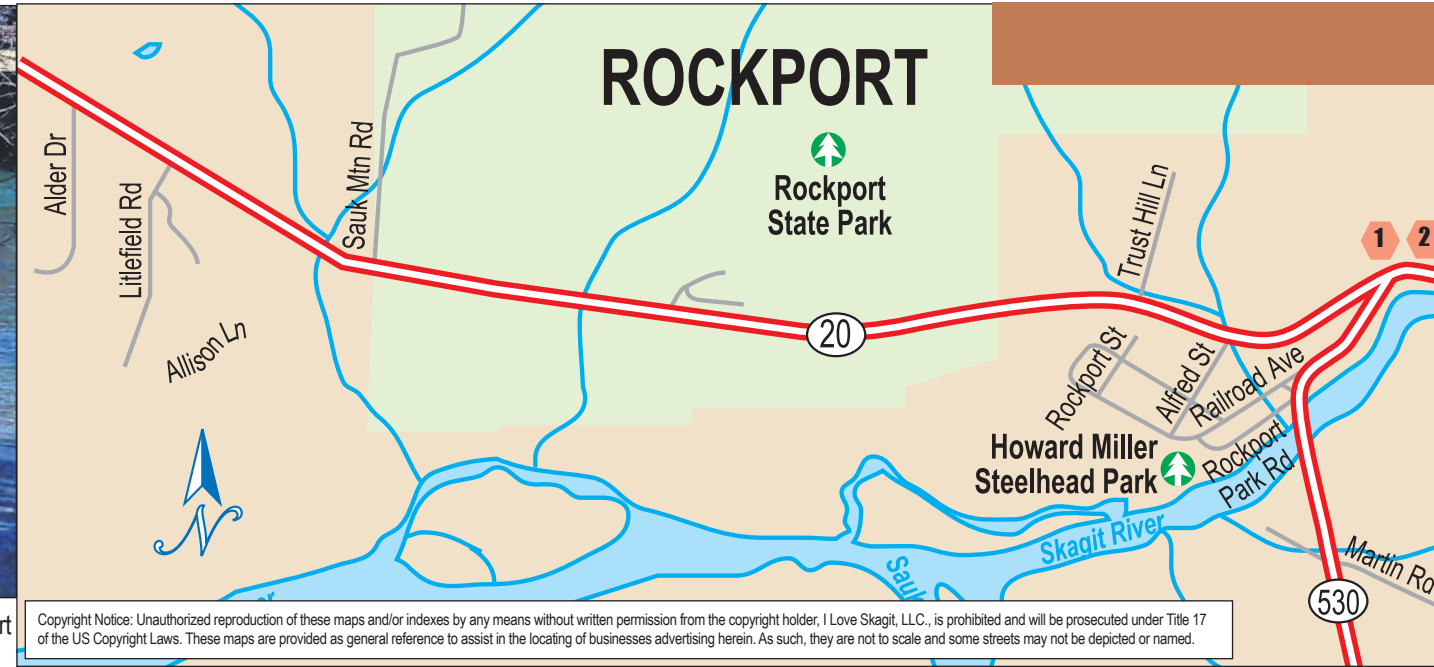 ROCKPORT
Rockport
State Park
Alder Dr
Litlefield Rd
Allison Ln
Sauk Mtn Rd
Trust Hill Ln
1
2
20
Rockport St
Alfred St
Railroad Ave
Howard Miller
Steelhead Park
Rockport
Park Rd
Skagit River
Sauk
Martin Rd
530
N
Copyright Notice: Unauthorized reproduction of these maps and/or indexes by any means without written permission from the copyright holder, I Love Skagit, LLC., is prohibited and will be prosecuted under Title 17
of the US Copyright Laws. These maps are provided as general reference to assist in the locating of businesses advertising herein. As such, they are not to scale and some streets may not be depicted or named.